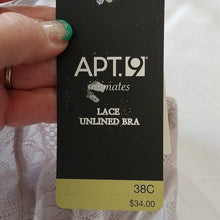 APT.9
intimates
LACE
UNLINED BRA
38C
$34.00